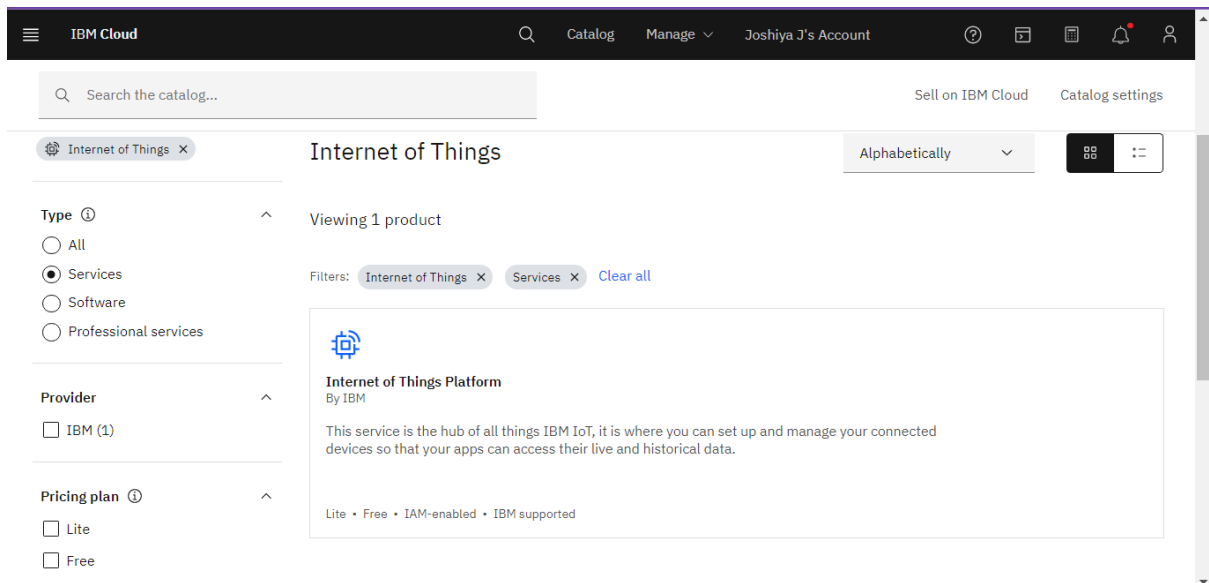 IBM Cloud
Catalog
Manage
Joshiya J's Account
Search the catalog...
Sell on IBM Cloud
Catalog settings
Internet of Things
Internet of Things
Alphabetically
Type
All
Services
Software
Professional services
Provider
IBM (1)
Pricing plan
Lite
Free
Viewing 1 product
Filters: Internet of Things Services Clear all
Internet of Things Platform
By IBM
This service is the hub of all things IBM IoT, it is where you can set up and manage your connected
devices so that your apps can access their live and historical data.
Lite • Free • IAM-enabled • IBM supported